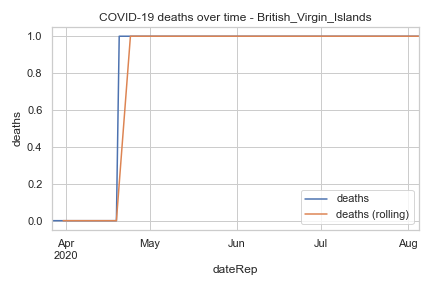 COVID-19 deaths over time - British_Virgin_Islands
deaths
1.0
0.8
0.6
0.4
0.2
0.0
deaths
deaths (rolling)
Apr
2020
May
Jun
Jul
Aug
dateRep